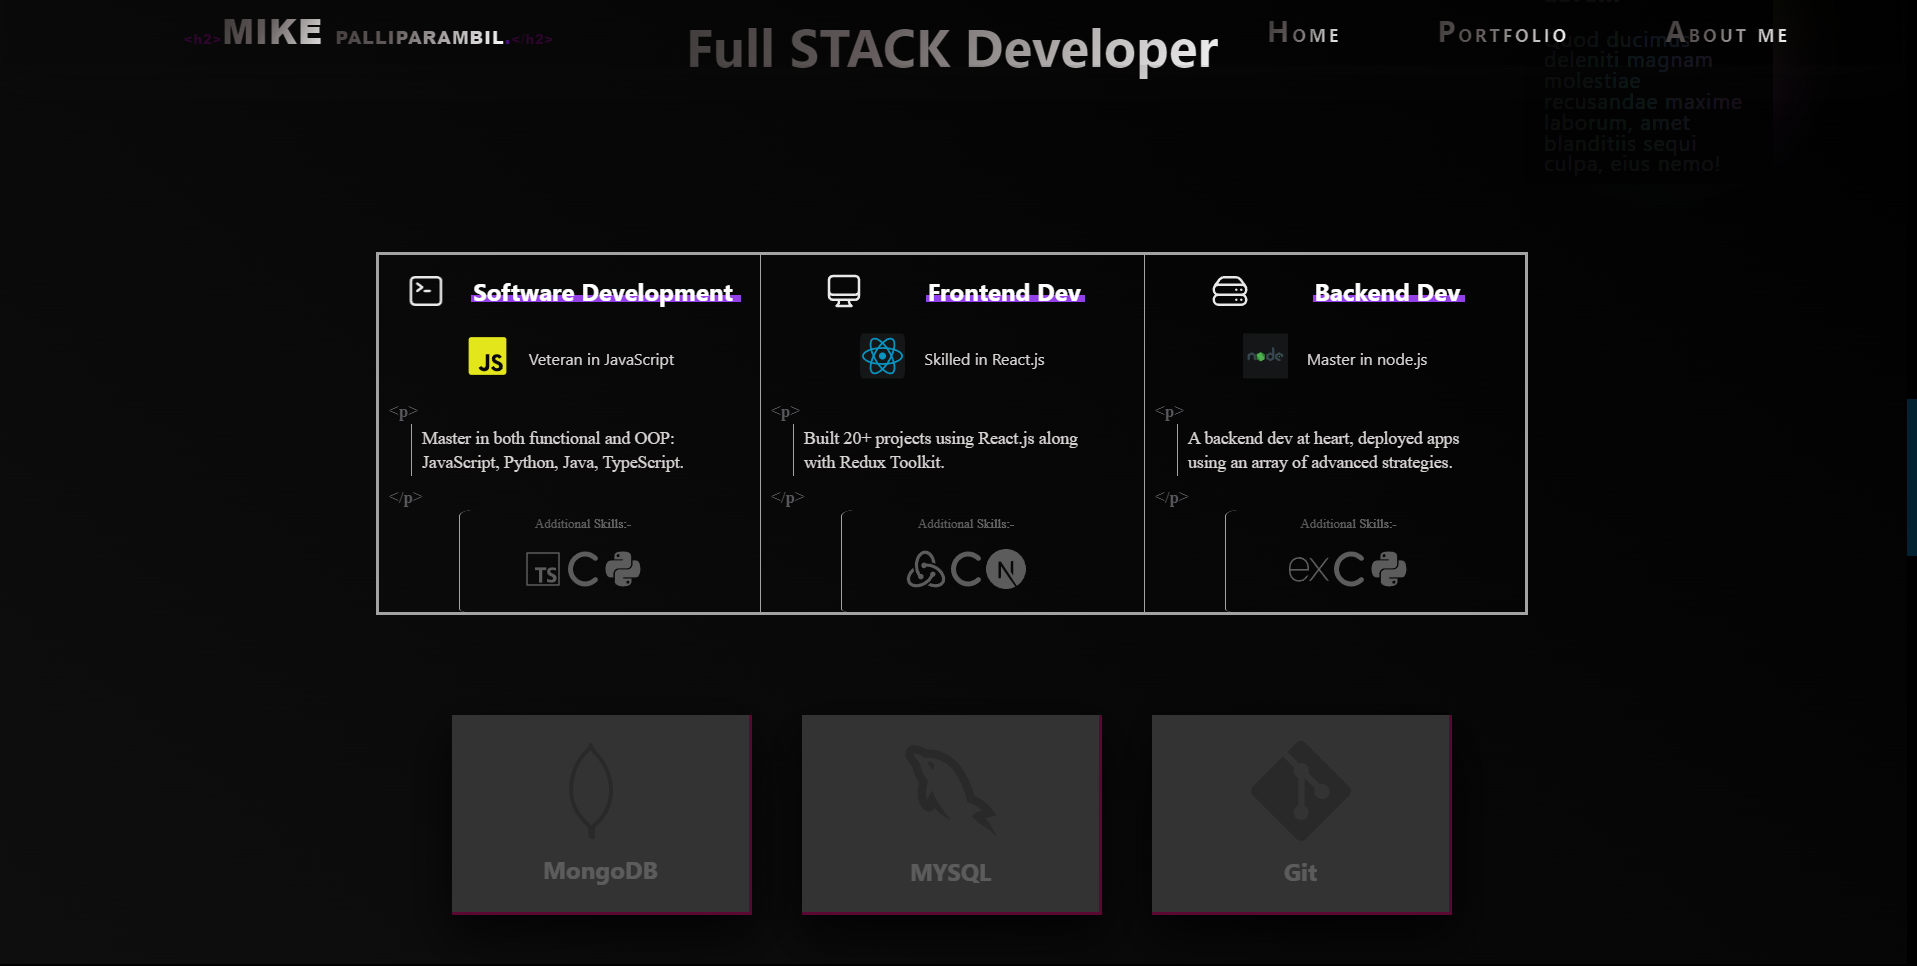 <h2>MIKE PALLIPARAMBIL.</h2>
Full STACK Developer
HOME
PORTFOLIO
ABOUT ME
Quod ducimus
deleniti magnam
molestiae
recusandae maxime
laborum, amet
blanditiis sequi
culpa, eius nemo!
Software Development
JS Veteran in JavaScript
<p>
Master in both functional and OOP:
JavaScript, Python, Java, TypeScript.
</p>
Additional Skills:-
TS C
Frontend Dev
Skilled in React.js
<p>
Built 20+ projects using React.js along
with Redux Toolkit.
</p>
Additional Skills:-
C N
Backend Dev
node Master in node.js
<p>
A backend dev at heart, deployed apps
using an array of advanced strategies.
</p>
Additional Skills:-
ex C
MongoDB
MYSQL
Git